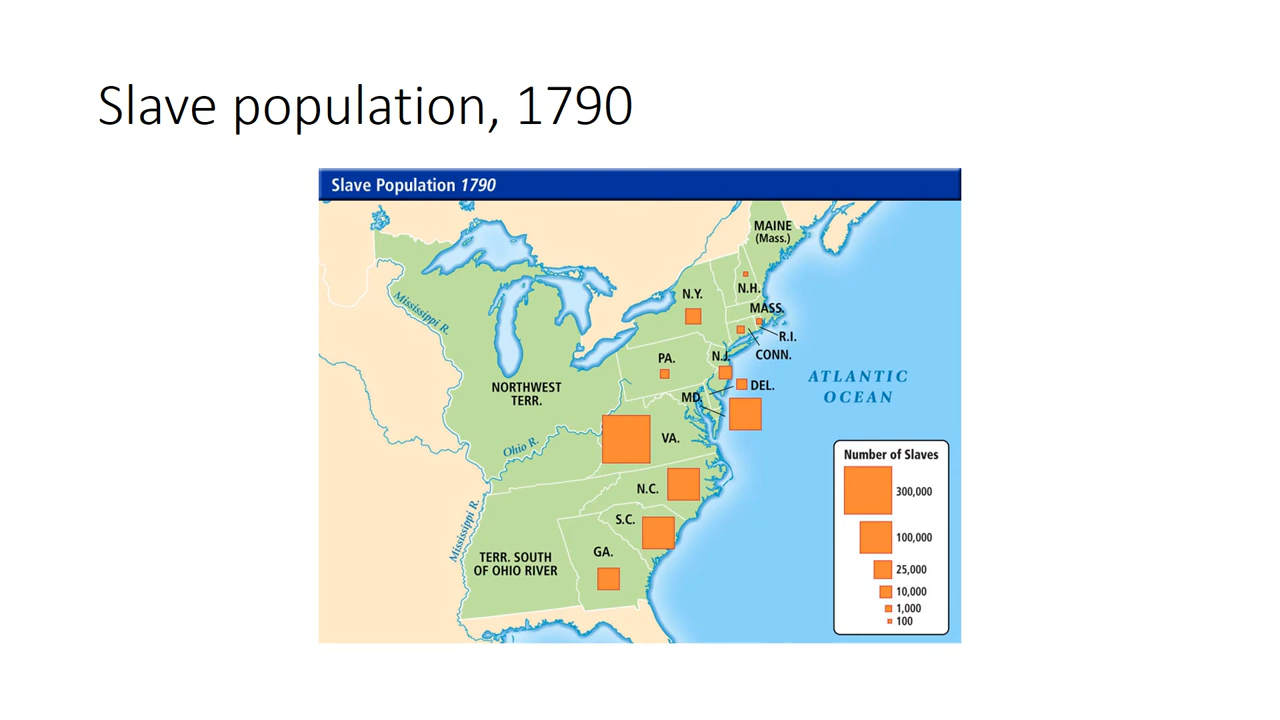 Slave population, 1790
Slave Population 1790
MAINE
(Mass.)
N.H.
N.Y.
MASS.
R.I.
CONN.
PA.
N.J.
DEL.
MD.
Mississippi R.
NORTHWEST
TERR.
ATLANTIC
OCEAN
VA.
Ohio R.
N.C.
S.C.
GA.
Mississippi R.
TERR. SOUTH
OF OHIO RIVER
Number of Slaves
300,000
100,000
25,000
10,000
1,000
100